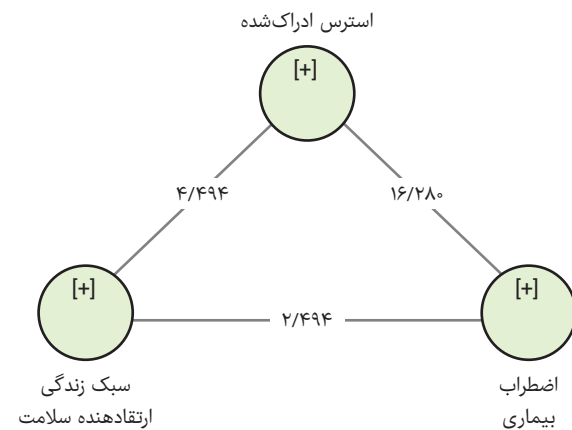 استرس ادراک‌شده
[+]
۴/۴۹۴
۱۶/۲۸۰
[+]
[+]
۲/۴۹۴
سبک زندگی
ارتقادهنده سلامت
اضطراب
بیماری